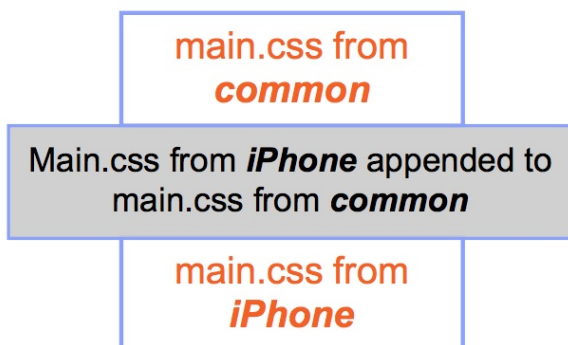 main.css from
common
Main.css from iPhone appended to
main.css from common
main.css from
iPhone